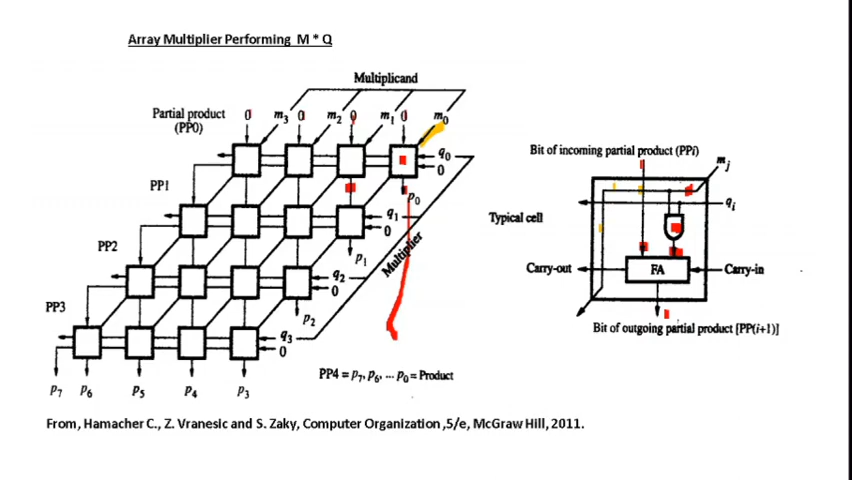 Array Multiplier Performing M * Q
Multiplicand
Partial product 0 m3 0 m2 0 m1 0 m0
(PP0)
q0
0
PP1
p0
q1
0
PP2
p1
Multiplier
q2
0
PP3
p2
q3
0
PP4 = p7, p6, ... p0 = Product
p7 p6 p5 p4 p3
Bit of incoming partial product (PPi)
mj
qi
Typical cell
Carry-out FA Carry-in
Bit of outgoing partial product [PP(i+1)]
From, Hamacher C., Z. Vranesic and S. Zaky, Computer Organization ,5/e, McGraw Hill, 2011.